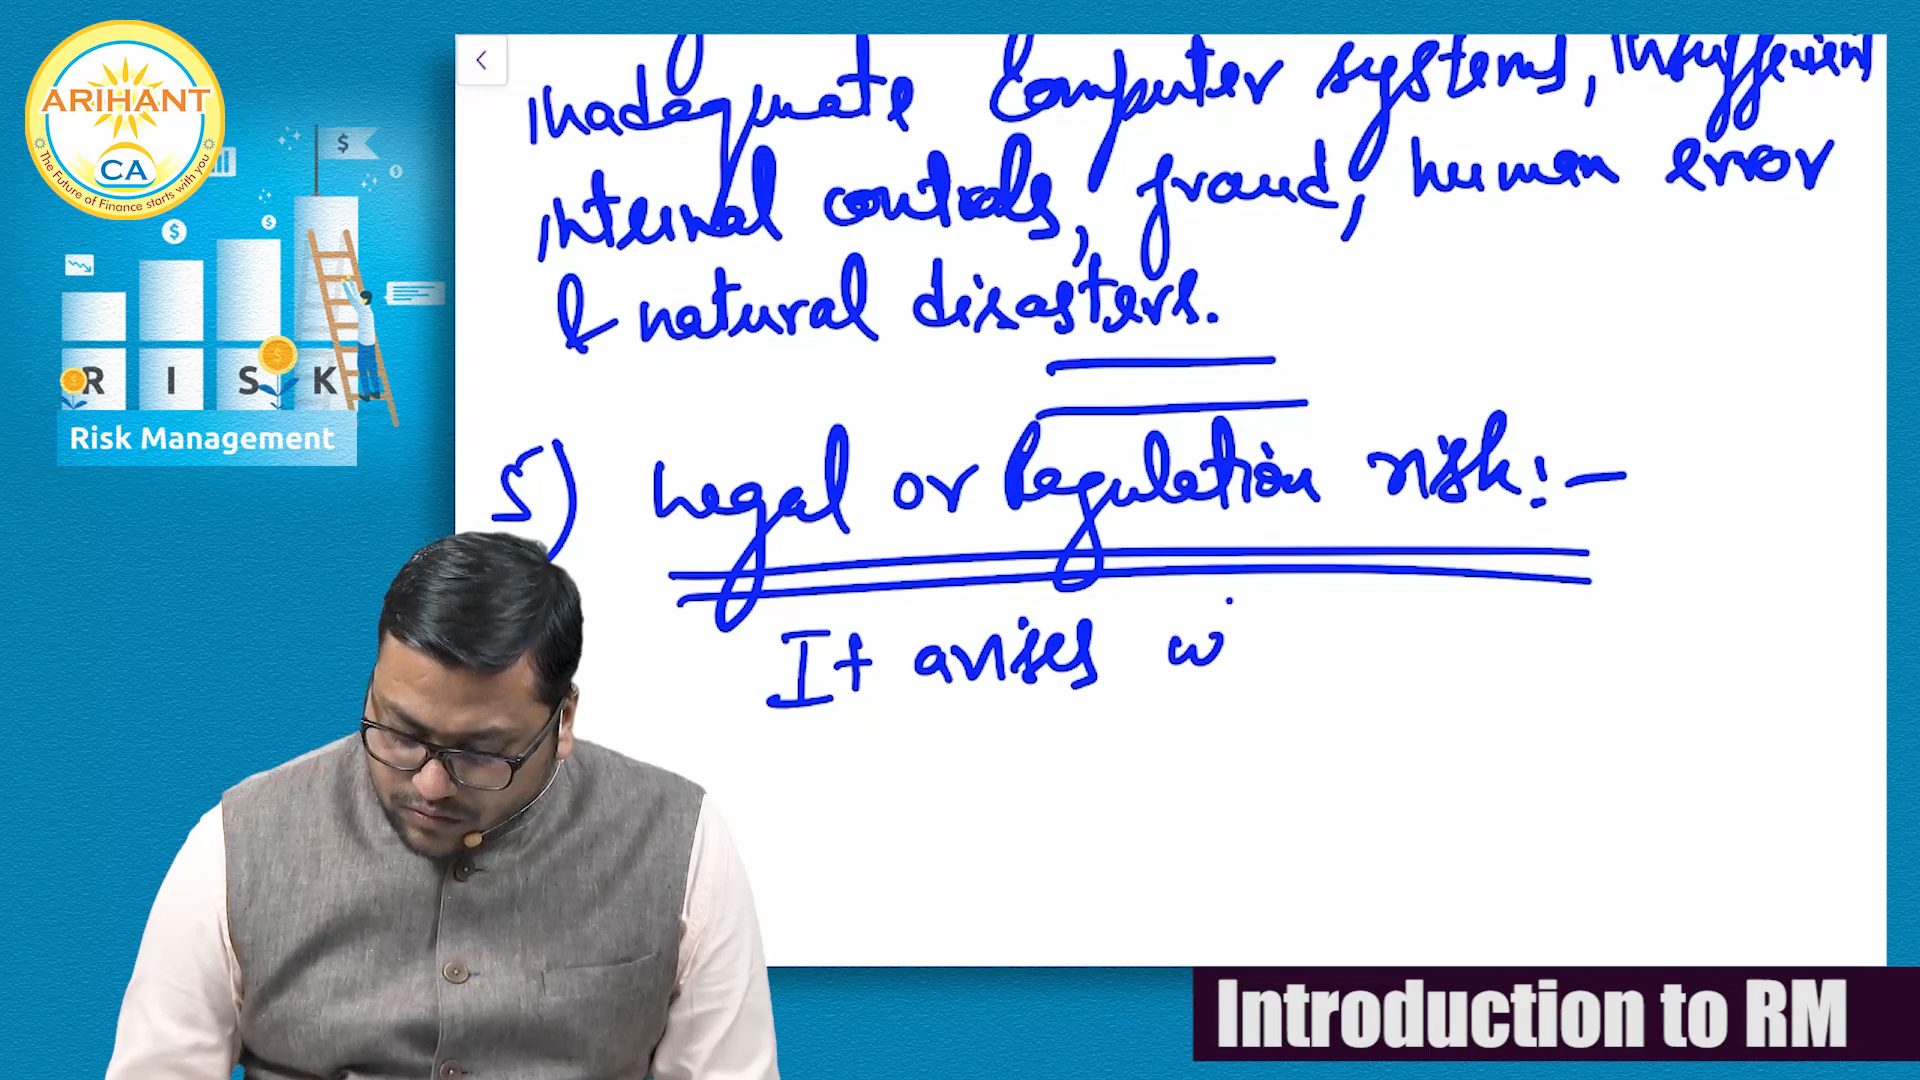 ARIHANT
CA
The Future of Finance starts with you
$
$
$
$
$
$
R I S K
Risk Management
inadequate Computer systems, insufficient
internal controls, fraud, human error
& natural disasters.
5) Legal or Regulation risk:-
It arises w
Introduction to RM